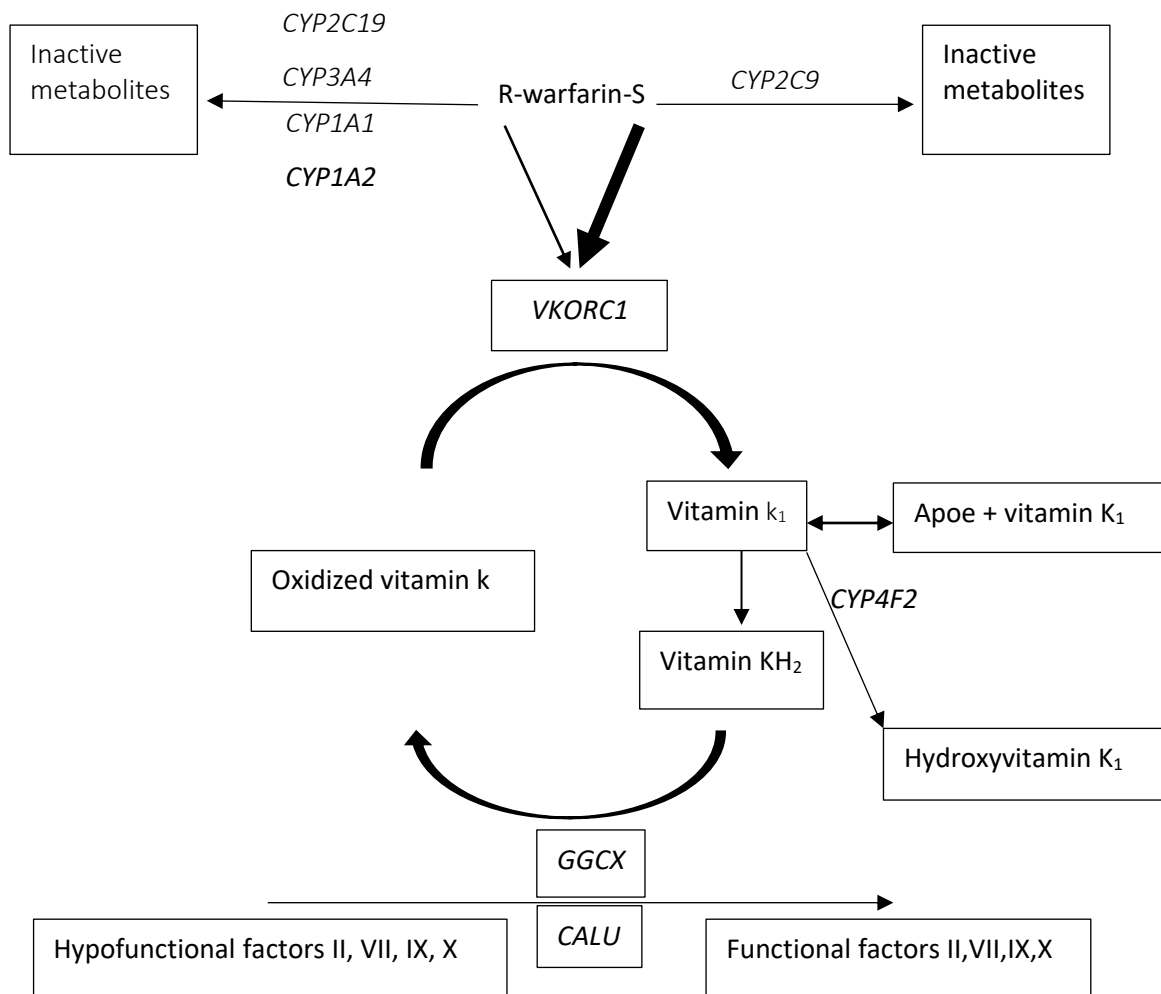 CYP2C19
Inactive
metabolites
CYP3A4
R-warfarin-S
CYP2C9
Inactive
metabolites
CYP1A1
CYP1A2
VKORC1
Vitamin k₁
Apoe + vitamin K₁
Oxidized vitamin k
CYP4F2
Vitamin KH₂
Hydroxyvitamin K₁
GGCX
Hypofunctional factors II, VII, IX, X
CALU
Functional factors II,VII,IX,X